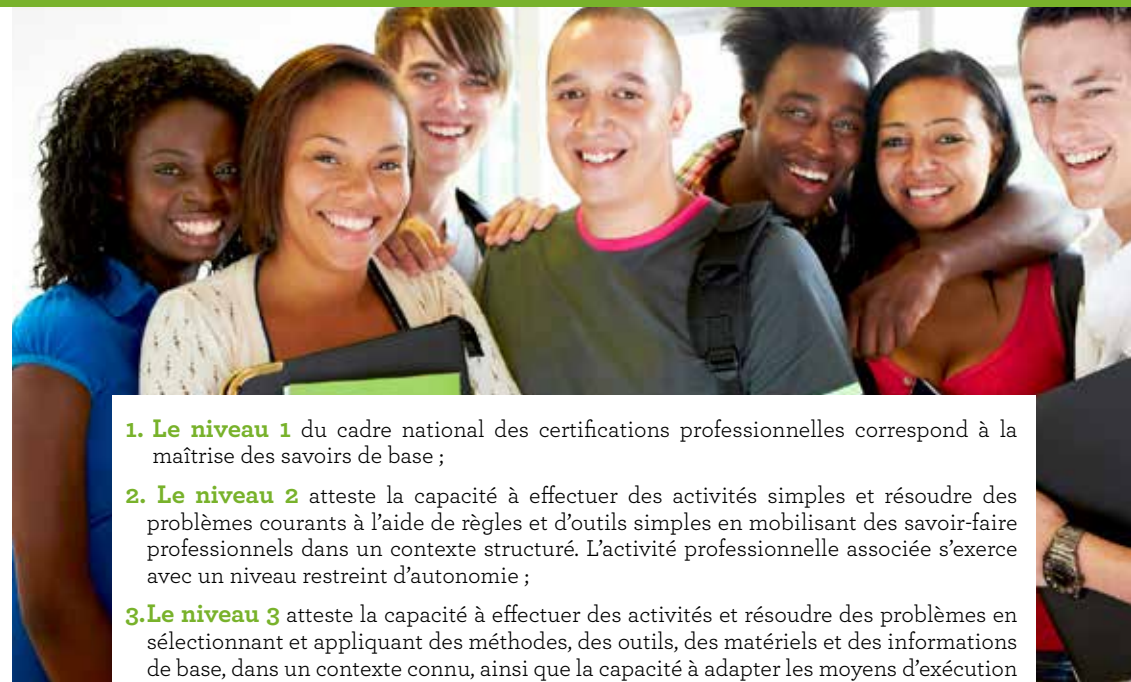 1. Le niveau 1 du cadre national des certifications professionnelles correspond à la
maîtrise des savoirs de base ;
2. Le niveau 2 atteste la capacité à effectuer des activités simples et résoudre des
problèmes courants à l’aide de règles et d’outils simples en mobilisant des savoir-faire
professionnels dans un contexte structuré. L’activité professionnelle associée s’exerce
avec un niveau restreint d’autonomie ;
3.Le niveau 3 atteste la capacité à effectuer des activités et résoudre des problèmes en
sélectionnant et appliquant des méthodes, des outils, des matériels et des informations
de base, dans un contexte connu, ainsi que la capacité à adapter les moyens d’exécution